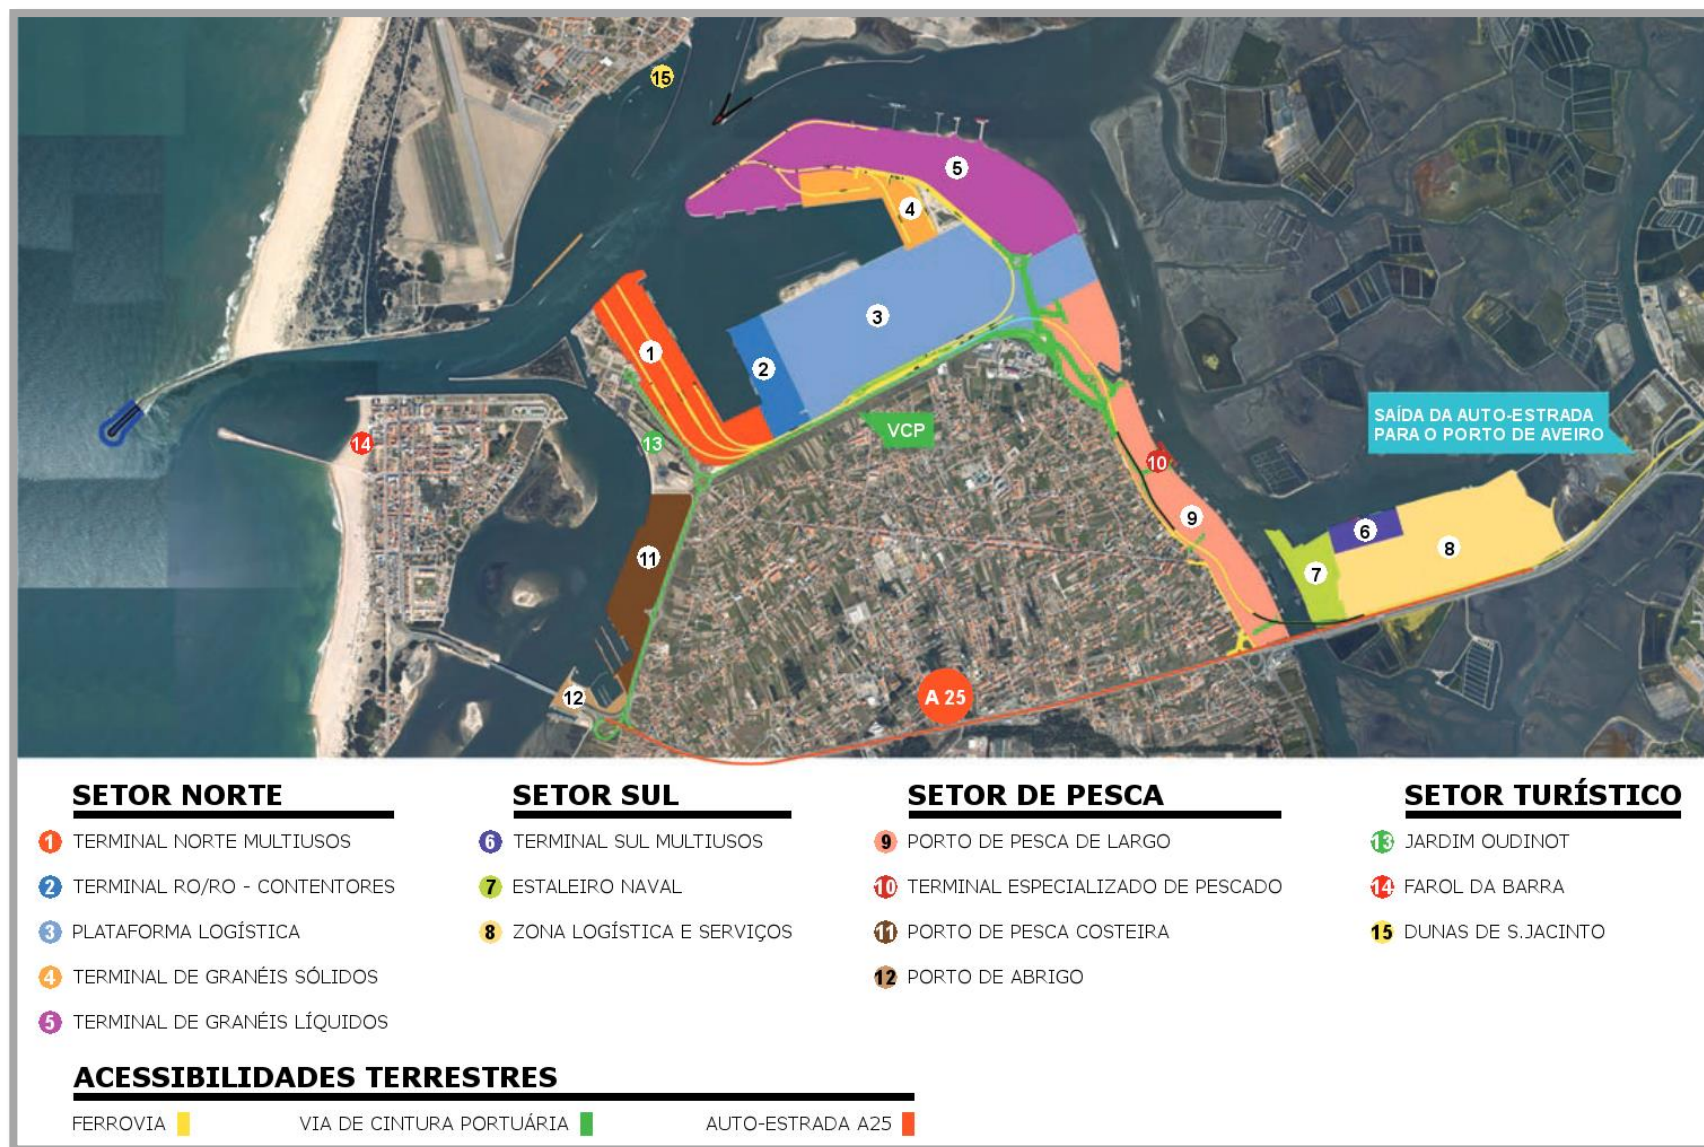 15
5
4
3
1
2
VCP
14
13
SAÍDA DA AUTO-ESTRADA
PARA O PORTO DE AVEIRO
10
9
6
8
11
7
12
A 25
SETOR NORTE
1 TERMINAL NORTE MULTIUSOS
2 TERMINAL RO/RO - CONTENTORES
3 PLATAFORMA LOGÍSTICA
4 TERMINAL DE GRANÉIS SÓLIDOS
5 TERMINAL DE GRANÉIS LÍQUIDOS
SETOR SUL
6 TERMINAL SUL MULTIUSOS
7 ESTALEIRO NAVAL
8 ZONA LOGÍSTICA E SERVIÇOS
SETOR DE PESCA
9 PORTO DE PESCA DE LARGO
10 TERMINAL ESPECIALIZADO DE PESCADO
11 PORTO DE PESCA COSTEIRA
12 PORTO DE ABRIGO
SETOR TURÍSTICO
13 JARDIM OUDINOT
14 FAROL DA BARRA
15 DUNAS DE S.JACINTO
ACESSIBILIDADES TERRESTRES
FERROVIA
VIA DE CINTURA PORTUÁRIA
AUTO-ESTRADA A25